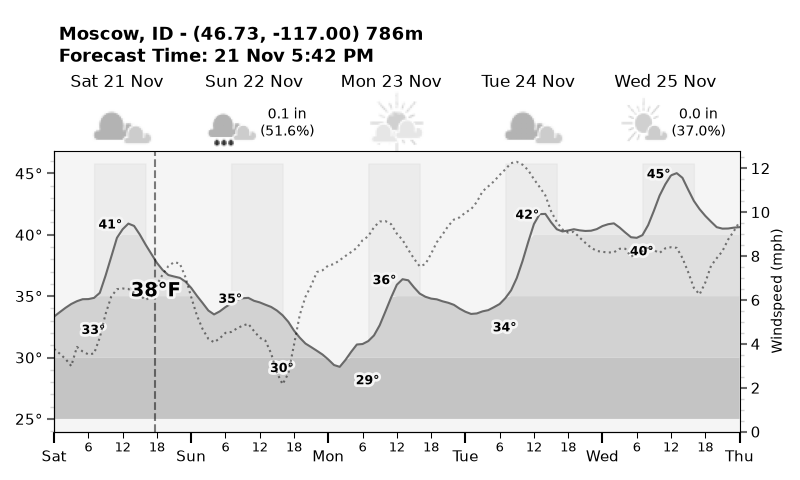 Moscow, ID - (46.73, -117.00) 786m
Forecast Time: 21 Nov 5:42 PM
Sat 21 Nov
Sun 22 Nov
Mon 23 Nov
Tue 24 Nov
Wed 25 Nov
0.1 in
(51.6%)
0.0 in
(37.0%)
45°
40°
35°
30°
25°
41°
33°
38°F
35°
30°
29°
36°
34°
42°
40°
45°
12
10
8
6
4
2
0
Windspeed (mph)
6 12 18 6 12 18 6 12 18 6 12 18 6 12 18
Sat Sun Mon Tue Wed Thu